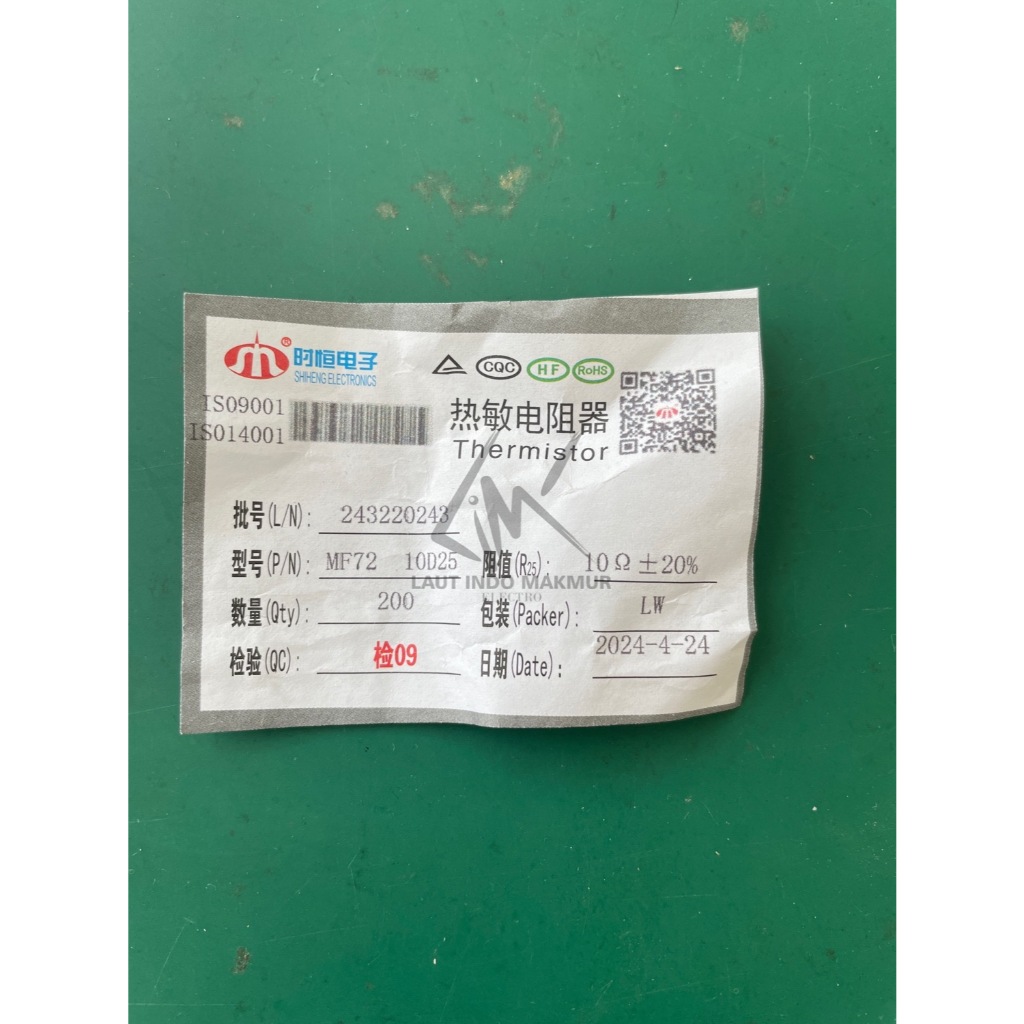 时恒电子
SHIHENG ELECTRONICS
CQC HF RoHS
ISO9001
ISO14001
热敏电阻器
Thermistor
批号(L/N): 243220243
型号(P/N): MF72 10D25 阻值(R25): 10Ω±20%
LAUT INDO MAKMUR
ELECTRO
数量(Qty): 200 包装(Packer): LW
检验(QC): 检09 日期(Date): 2024-4-24